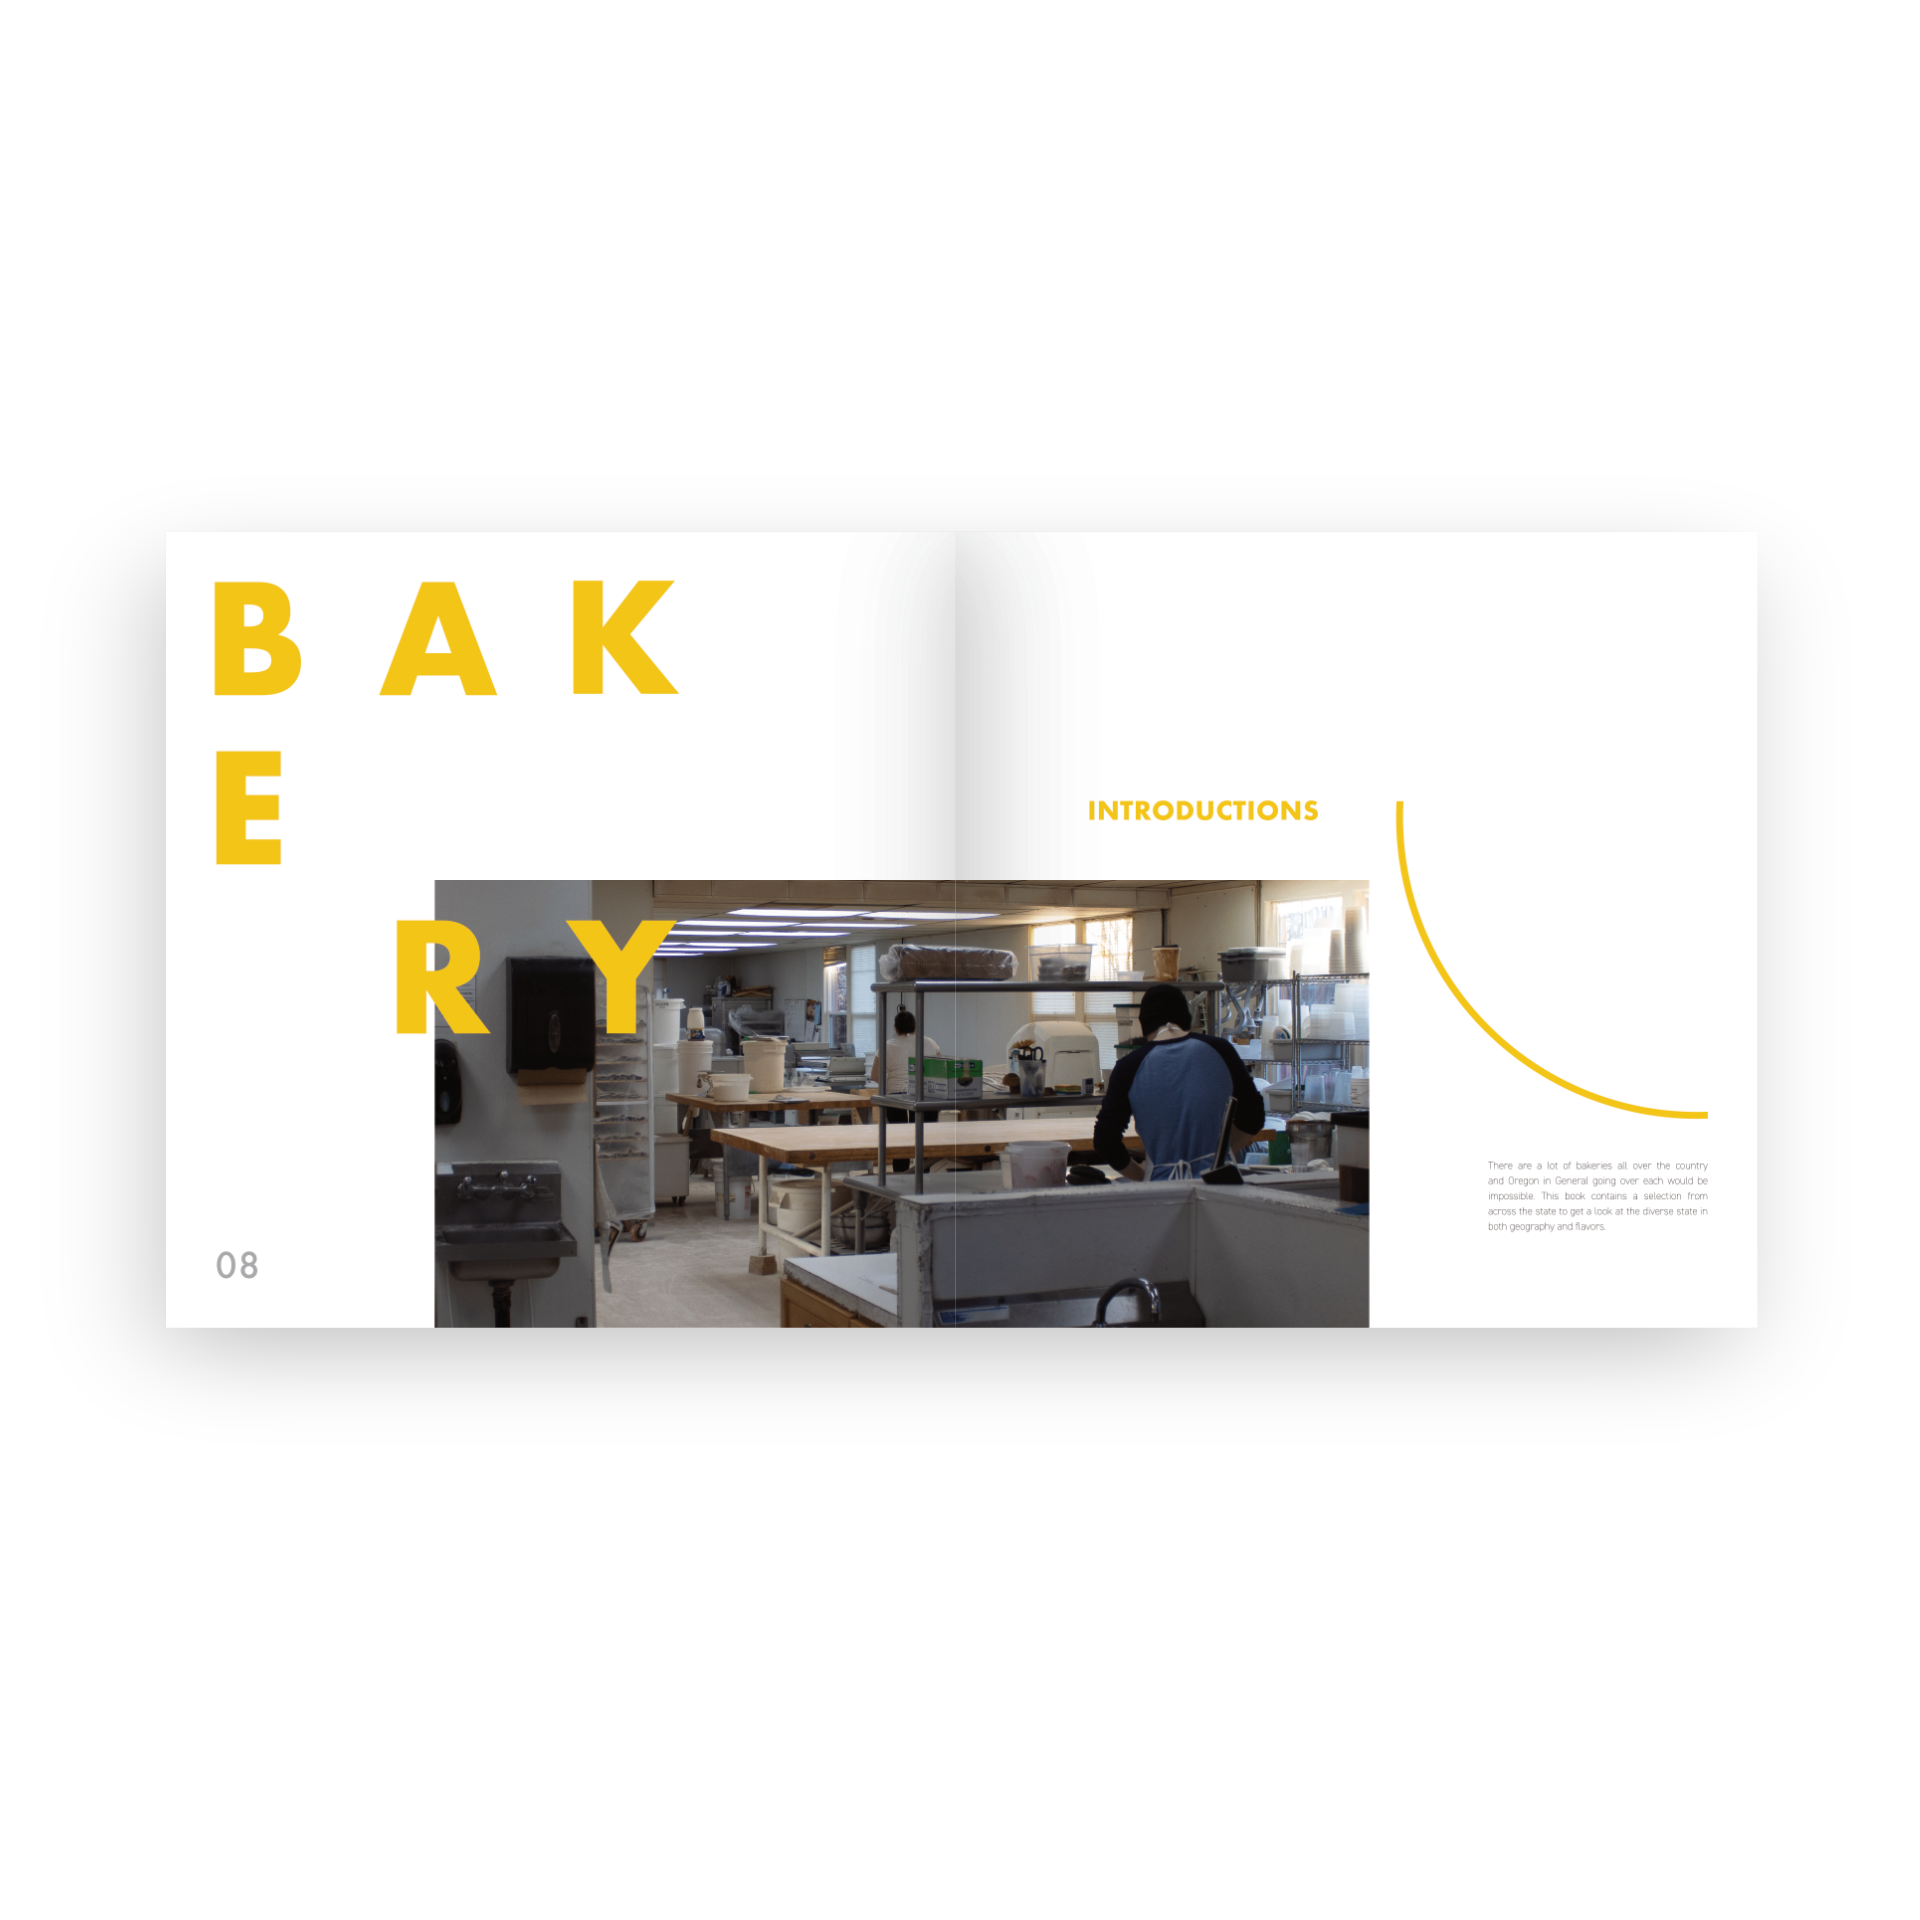 B A K
E
R Y
INTRODUCTIONS
There are a lot of bakeries all over the country
and Oregon in General going over each would be
impossible. This book contains a selection from
across the state to get a look at the diverse state in
both geography and flavors.
08